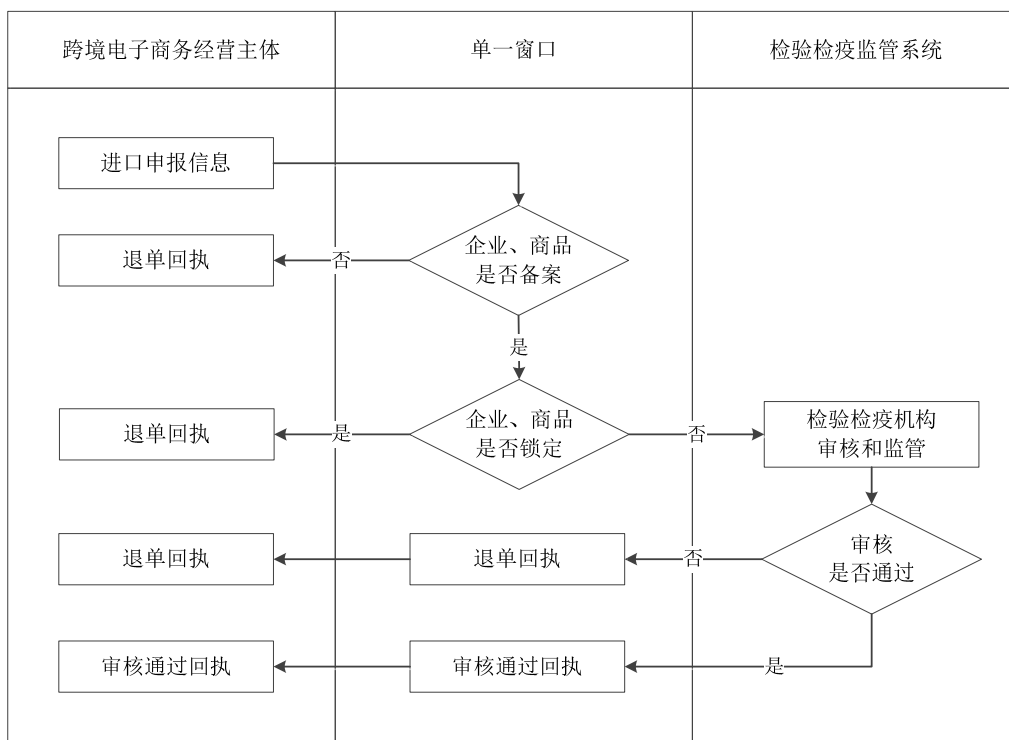 跨境电子商务经营主体
单一窗口
检验检疫监管系统
进口申报信息
企业、商品
是否备案
否
退单回执
是
企业、商品
是否锁定
是
退单回执
否
检验检疫机构
审核和监管
审核
是否通过
否
退单回执
退单回执
是
审核通过回执
审核通过回执